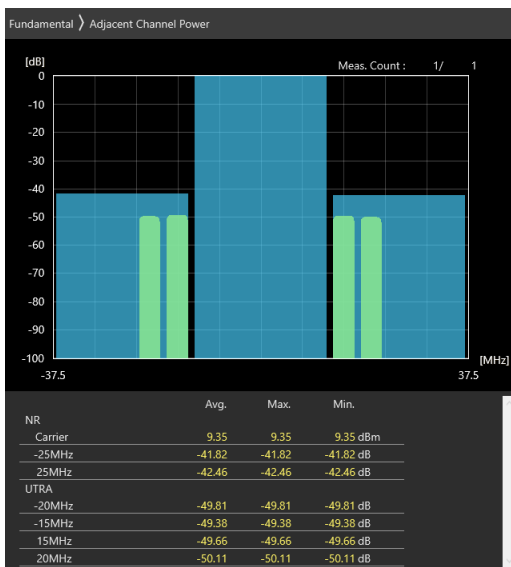 Fundamental 〉 Adjacent Channel Power
[dB]
Meas. Count : 1/ 1
0
-10
-20
-30
-40
-50
-60
-70
-80
-90
-100
[MHz]
-37.5 37.5
Avg. Max. Min.
NR
Carrier 9.35 9.35 9.35 dBm
-25MHz -41.82 -41.82 -41.82 dB
25MHz -42.46 -42.46 -42.46 dB
UTRA
-20MHz -49.81 -49.81 -49.81 dB
-15MHz -49.38 -49.38 -49.38 dB
15MHz -49.66 -49.66 -49.66 dB
20MHz -50.11 -50.11 -50.11 dB